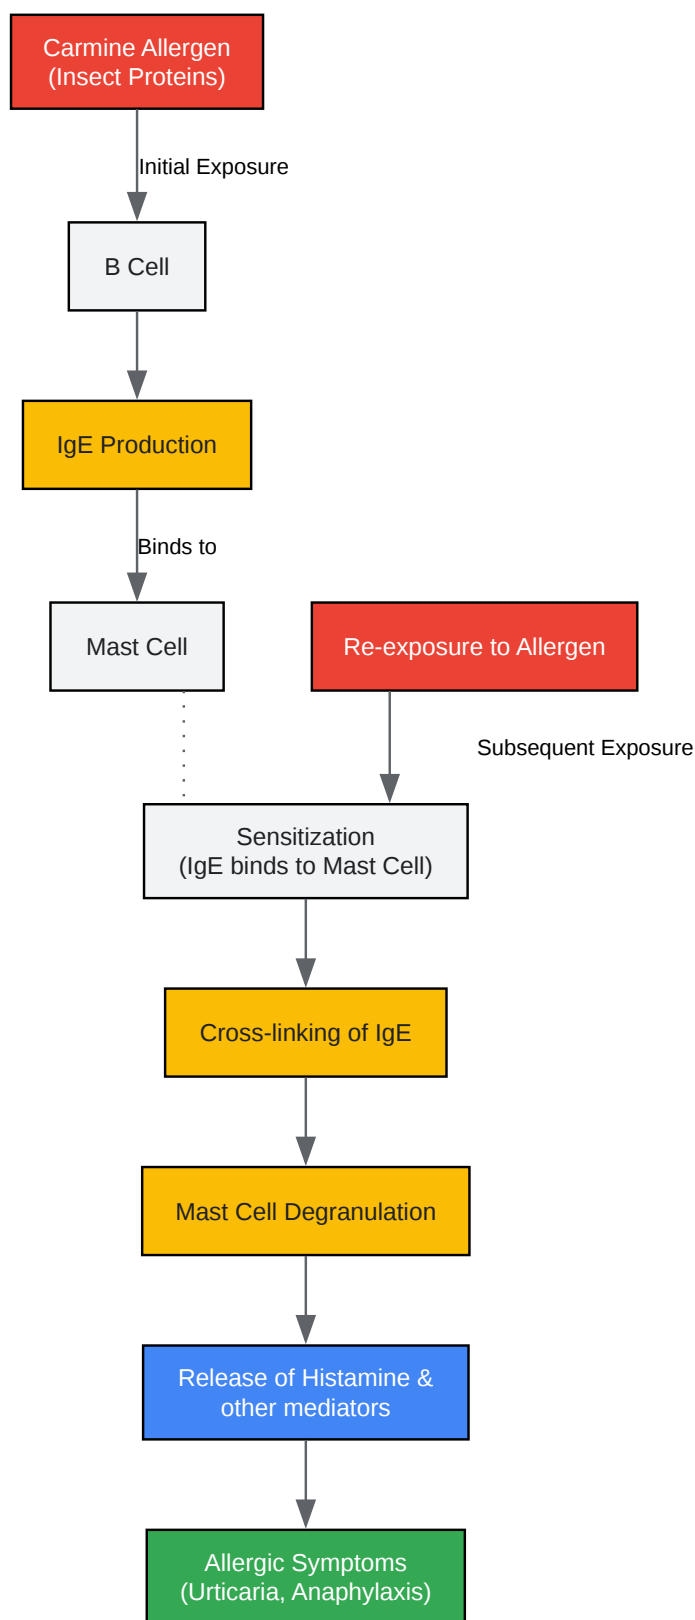 Carmine Allergen
(Insect Proteins)
Initial Exposure
B Cell
IgE Production
Binds to
Mast Cell
Re-exposure to Allergen
Subsequent Exposure
Sensitization
(IgE binds to Mast Cell)
Cross-linking of IgE
Mast Cell Degranulation
Release of Histamine &
other mediators
Allergic Symptoms
(Urticaria, Anaphylaxis)